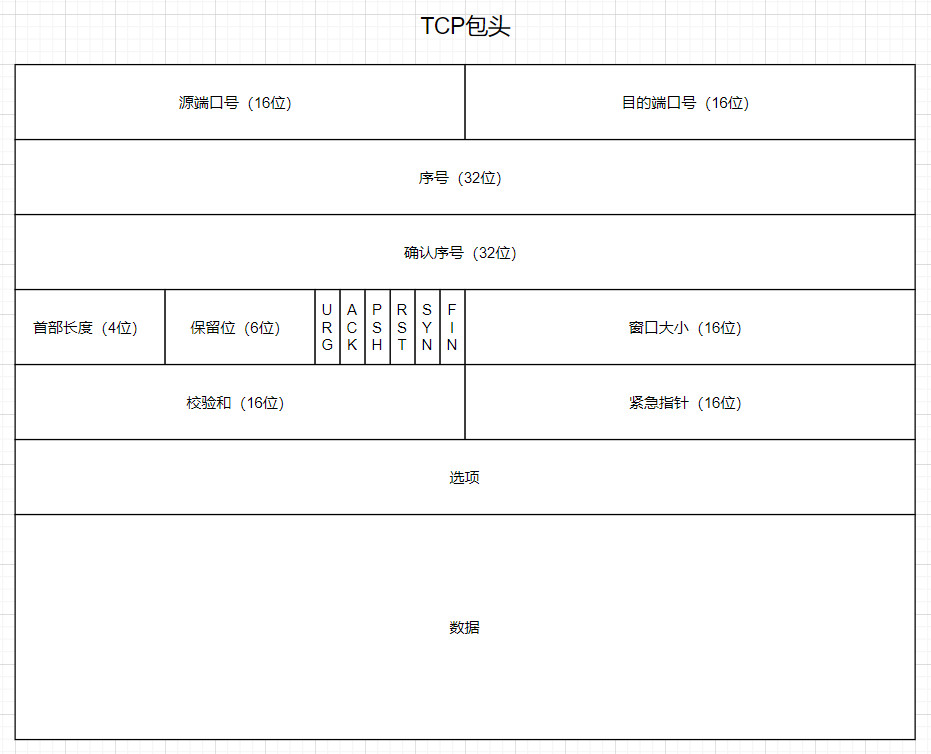 TCP包头
源端口号（16位）
目的端口号（16位）
序号（32位）
确认序号（32位）
首部长度（4位）
保留位（6位）
URG
ACK
PSH
RST
SYN
FIN
窗口大小（16位）
校验和（16位）
紧急指针（16位）
选项
数据